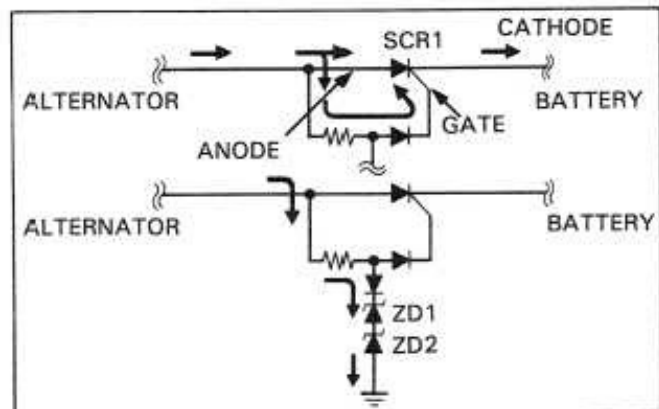 SCR1
CATHODE
ALTERNATOR
BATTERY
GATE
ANODE
ALTERNATOR
BATTERY
ZD1
ZD2